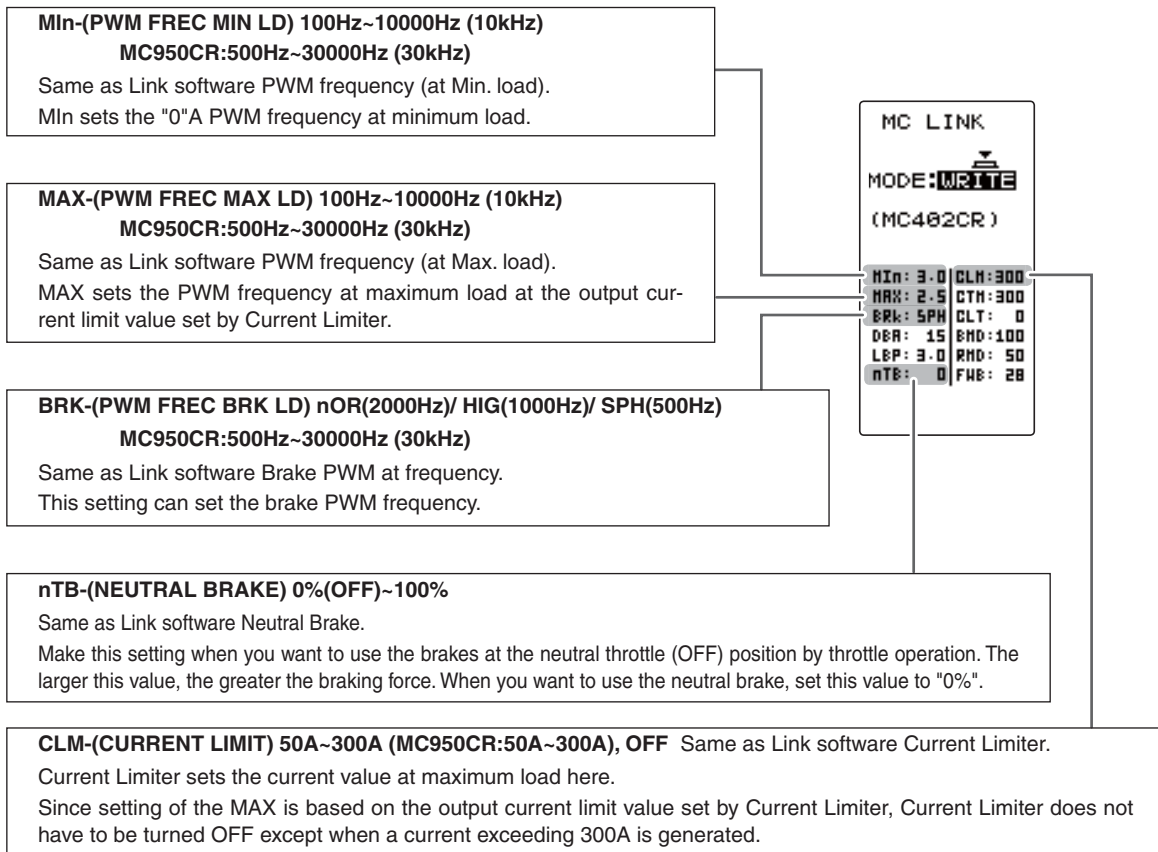 MIn-(PWM FREC MIN LD) 100Hz~10000Hz (10kHz)
MC950CR:500Hz~30000Hz (30kHz)
Same as Link software PWM frequency (at Min. load).
MIn sets the "0"A PWM frequency at minimum load.
MAX-(PWM FREC MAX LD) 100Hz~10000Hz (10kHz)
MC950CR:500Hz~30000Hz (30kHz)
Same as Link software PWM frequency (at Max. load).
MAX sets the PWM frequency at maximum load at the output cur-
rent limit value set by Current Limiter.
BRK-(PWM FREC BRK LD) nOR(2000Hz)/ HIG(1000Hz)/ SPH(500Hz)
MC950CR:500Hz~30000Hz (30kHz)
Same as Link software Brake PWM at frequency.
This setting can set the brake PWM frequency.
MC LINK
MODE:WRITE
(MC402CR)
MIn: 3.0 CLM:300
MAX: 2.5 CTM:300
BRk: SPH CLT: 0
DBA: 15 BMD:100
LBP: 3.0 RMD: 50
nTB: 0 FWB: 28
nTB-(NEUTRAL BRAKE) 0%(OFF)~100%
Same as Link software Neutral Brake.
Make this setting when you want to use the brakes at the neutral throttle (OFF) position by throttle operation. The
larger this value, the greater the braking force. When you want to use the neutral brake, set this value to "0%".
CLM-(CURRENT LIMIT) 50A~300A (MC950CR:50A~300A), OFF Same as Link software Current Limiter.
Current Limiter sets the current value at maximum load here.
Since setting of the MAX is based on the output current limit value set by Current Limiter, Current Limiter does not
have to be turned OFF except when a current exceeding 300A is generated.